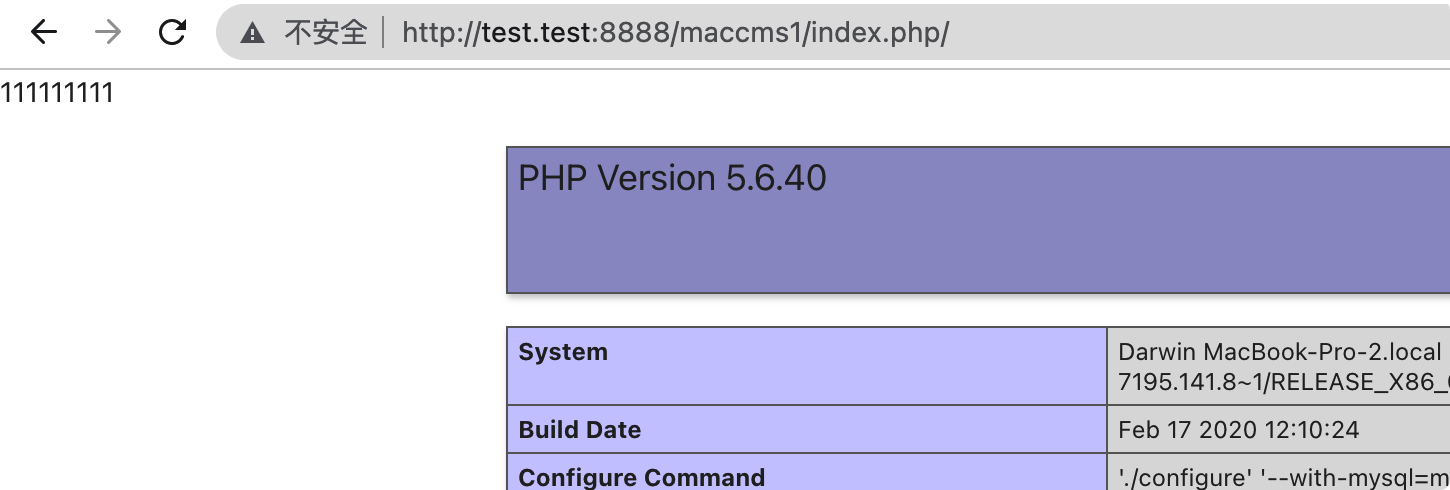 不安全 http://test.test:8888/maccms1/index.php/
111111111
PHP Version 5.6.40
System
Darwin MacBook-Pro-2.local
7195.141.8~1/RELEASE_X86_
Build Date
Feb 17 2020 12:10:24
Configure Command
'./configure' '--with-mysql=m